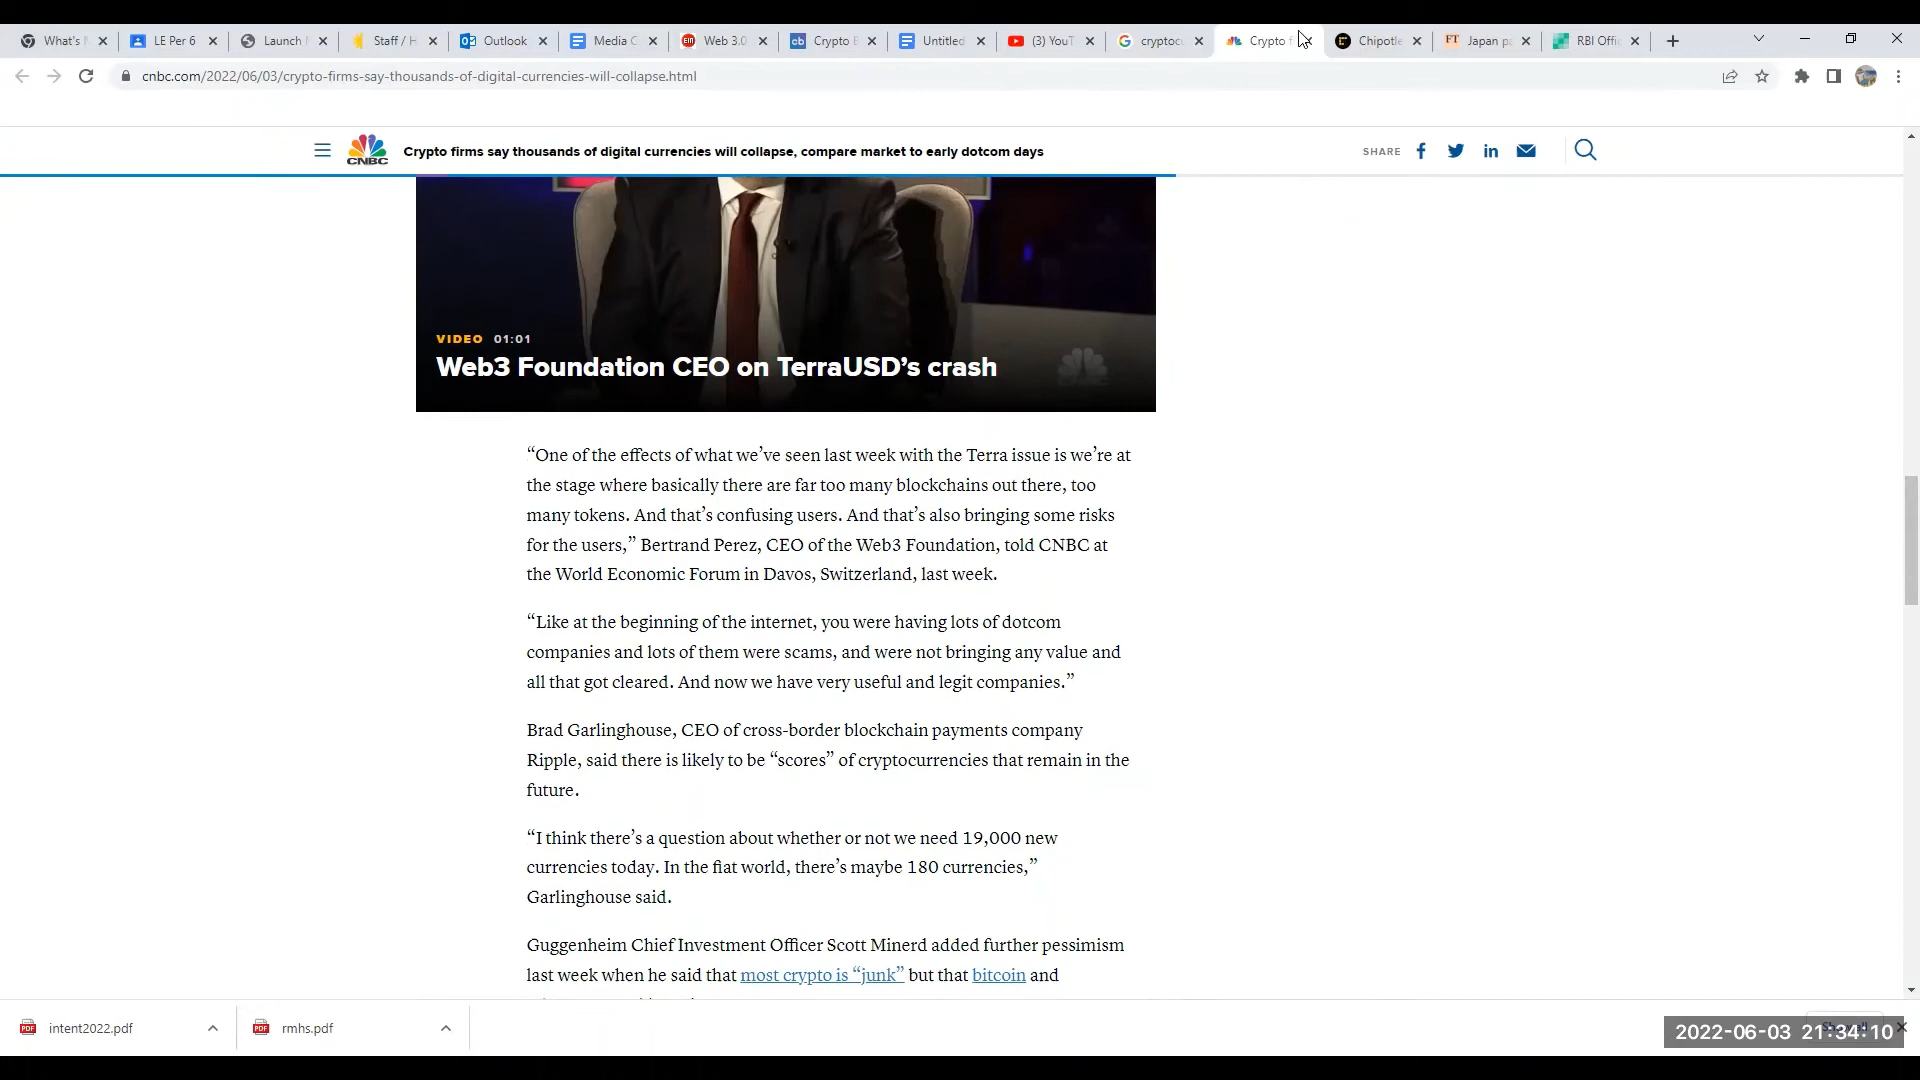 What's
LE Per 6
Launch
Staff / H
Outlook
Media C
Web 3.0
Crypto E
Untitled
(3) YouT
cryptoc
Crypto f
Chipotle
Japan pa
RBI Offic
cnbc.com/2022/06/03/crypto-firms-say-thousands-of-digital-currencies-will-collapse.html
CNBC
Crypto firms say thousands of digital currencies will collapse, compare market to early dotcom days
SHARE
VIDEO 01:01
Web3 Foundation CEO on TerraUSD’s crash
“One of the effects of what we’ve seen last week with the Terra issue is we’re at
the stage where basically there are far too many blockchains out there, too
many tokens. And that’s confusing users. And that’s also bringing some risks
for the users,” Bertrand Perez, CEO of the Web3 Foundation, told CNBC at
the World Economic Forum in Davos, Switzerland, last week.
“Like at the beginning of the internet, you were having lots of dotcom
companies and lots of them were scams, and were not bringing any value and
all that got cleared. And now we have very useful and legit companies.”
Brad Garlinghouse, CEO of cross-border blockchain payments company
Ripple, said there is likely to be “scores” of cryptocurrencies that remain in the
future.
“I think there’s a question about whether or not we need 19,000 new
currencies today. In the fiat world, there’s maybe 180 currencies,”
Garlinghouse said.
Guggenheim Chief Investment Officer Scott Minerd added further pessimism
last week when he said that most crypto is “junk” but that bitcoin and
intent2022.pdf
rmhs.pdf
2022-06-03 21:34:10